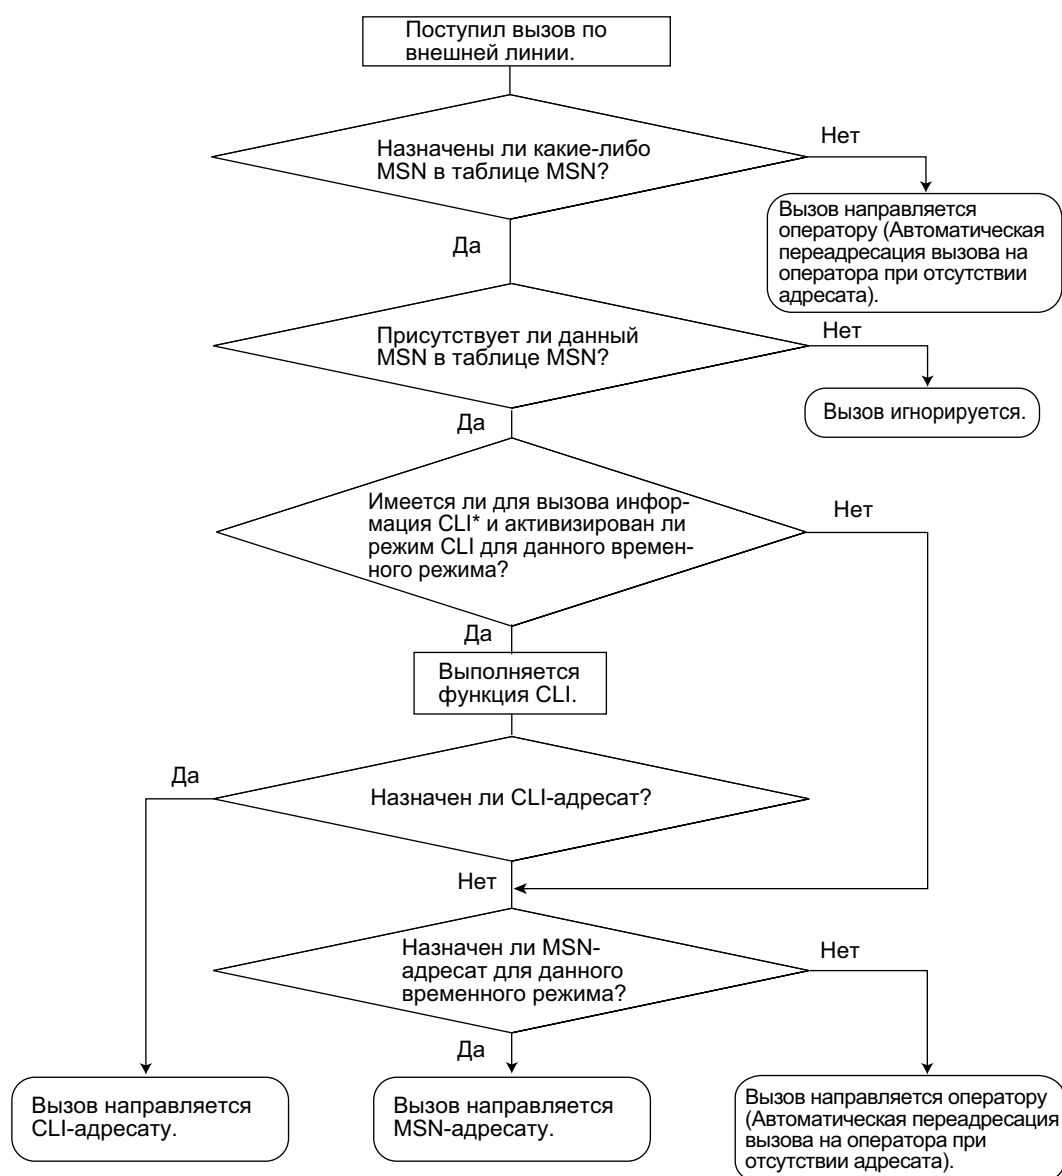 Поступил вызов по
внешней линии.
Назначены ли какие-либо
MSN в таблице MSN?
Нет
Вызов направляется
оператору (Автоматическая
переадресация вызова на
оператора при отсутствии
адресата).
Да
Присутствует ли данный
MSN в таблице MSN?
Нет
Вызов игнорируется.
Да
Имеется ли для вызова инфор-
мация CLI* и активизирован ли
режим CLI для данного времен-
ного режима?
Нет
Да
Выполняется
функция CLI.
Да
Назначен ли CLI-адресат?
Нет
Назначен ли MSN-
адресат для данного
временного режима?
Нет
Да
Вызов направляется
CLI-адресату.
Вызов направляется
MSN-адресату.
Вызов направляется оператору
(Автоматическая переадресация
вызова на оператора при
отсутствии адресата).